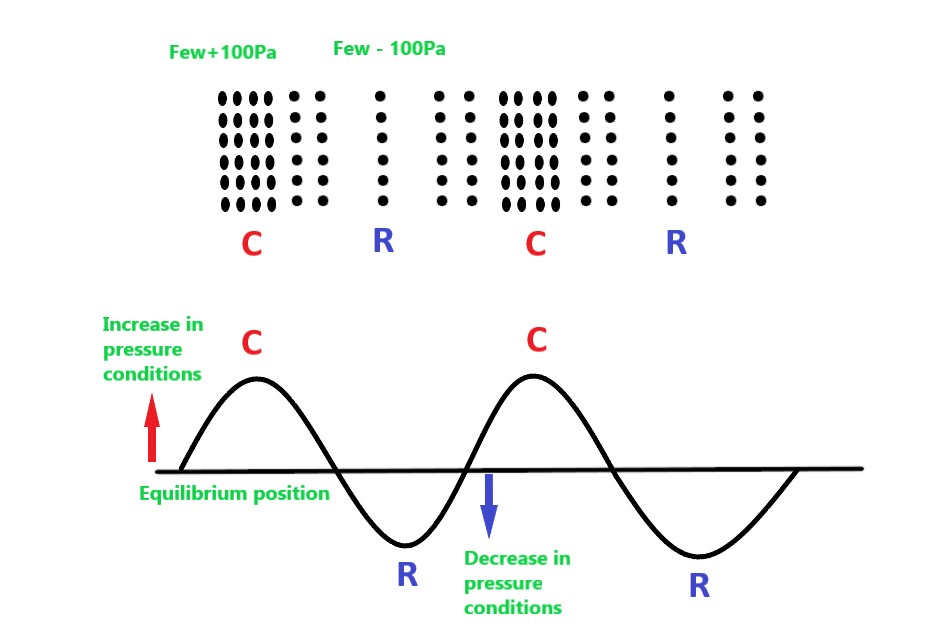 Few+100Pa
Few - 100Pa
C
R
C
R
Increase in
pressure
conditions
C
C
Equilibrium position
R
Decrease in
pressure
conditions
R